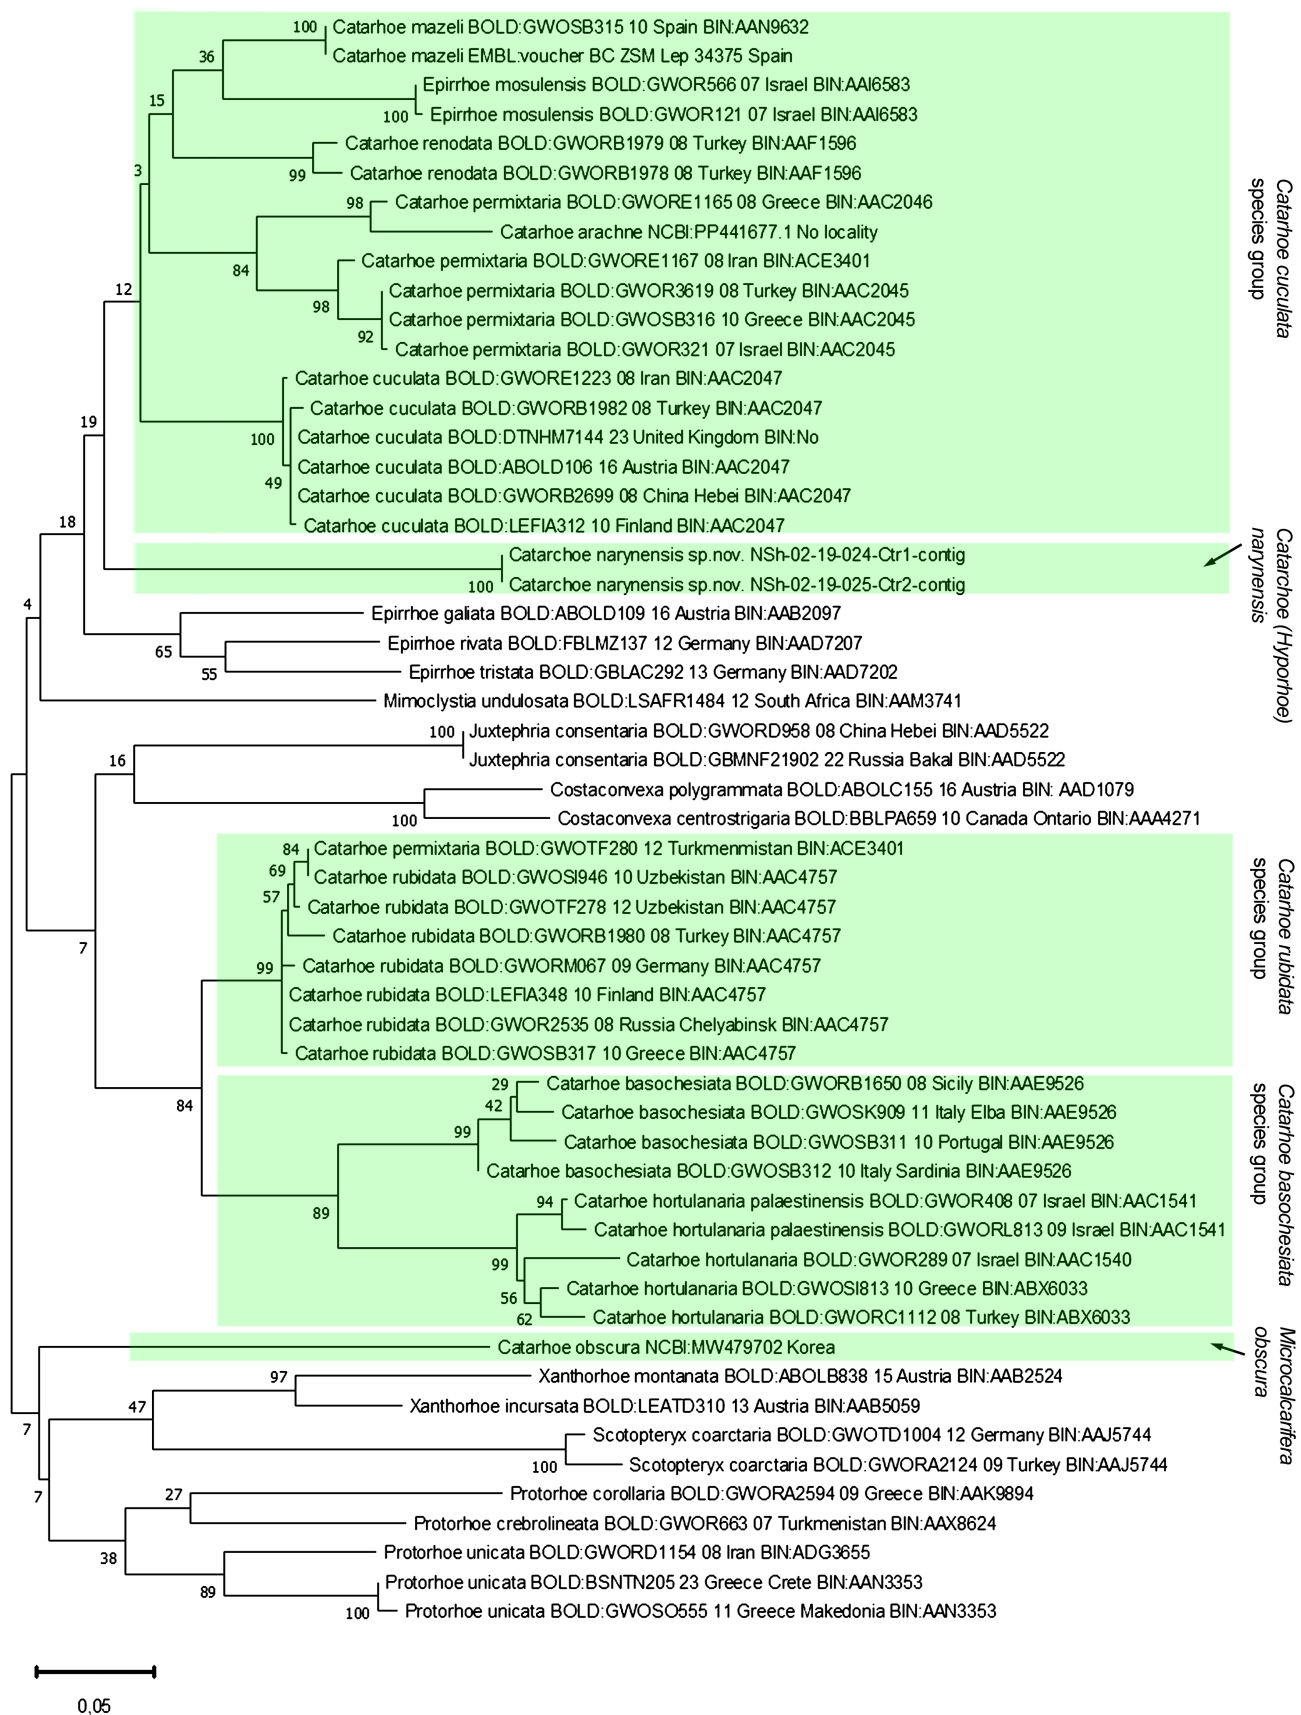 100 Catarhoe mazeli BOLD:GWOSB315 10 Spain BIN:AAN9632
Catarhoe mazeli EMBL:voucher BC ZSM Lep 34375 Spain
36
Epirrhoe mosulensis BOLD:GWOR566 07 Israel BIN:AAI6583
15
100 Epirrhoe mosulensis BOLD:GWOR121 07 Israel BIN:AAI6583
Catarhoe renodata BOLD:GWORB1979 08 Turkey BIN:AAF1596
3
99 Catarhoe renodata BOLD:GWORB1978 08 Turkey BIN:AAF1596
98 Catarhoe permixtaria BOLD:GWORE1165 08 Greece BIN:AAC2046
Catarhoe arachne NCBI:PP441677.1 No locality
84
Catarhoe permixtaria BOLD:GWORE1167 08 Iran BIN:ACE3401
12
Catarhoe permixtaria BOLD:GWOR3619 08 Turkey BIN:AAC2045
98
Catarhoe permixtaria BOLD:GWOSB316 10 Greece BIN:AAC2045
92
Catarhoe permixtaria BOLD:GWOR321 07 Israel BIN:AAC2045
Catarhoe cuculata BOLD:GWORE1223 08 Iran BIN:AAC2047
Catarhoe cuculata BOLD:GWORB1982 08 Turkey BIN:AAC2047
19
100
Catarhoe cuculata BOLD:DTNHM7144 23 United Kingdom BIN:No
Catarhoe cuculata BOLD:ABOLD106 16 Austria BIN:AAC2047
49
Catarhoe cuculata BOLD:GWORB2699 08 China Hebei BIN:AAC2047
18
Catarhoe cuculata BOLD:LEFIA312 10 Finland BIN:AAC2047
Catarhoe cuculata
species group
Catarchoe narynensis sp.nov. NSh-02-19-024-Ctr1-contig
100 Catarchoe narynensis sp.nov. NSh-02-19-025-Ctr2-contig
Catarchoe (Hyporhoe)
narynensis
4
Epirrhoe galiata BOLD:ABOLD109 16 Austria BIN:AAB2097
65
Epirrhoe rivata BOLD:FBLMZ137 12 Germany BIN:AAD7207
55 Epirrhoe tristata BOLD:GBLAC292 13 Germany BIN:AAD7202
Mimoclystia undulosata BOLD:LSAFR1484 12 South Africa BIN:AAM3741
100 Juxtephria consentaria BOLD:GWORD958 08 China Hebei BIN:AAD5522
16
Juxtephria consentaria BOLD:GBMNF21902 22 Russia Bakal BIN:AAD5522
Costaconvexa polygrammata BOLD:ABOLC155 16 Austria BIN: AAD1079
100 Costaconvexa centrostrigaria BOLD:BBLPA659 10 Canada Ontario BIN:AAA4271
84 Catarhoe permixtaria BOLD:GWOTF280 12 Turkmenmistan BIN:ACE3401
69
Catarhoe rubidata BOLD:GWOSI946 10 Uzbekistan BIN:AAC4757
57
Catarhoe rubidata BOLD:GWOTF278 12 Uzbekistan BIN:AAC4757
7
Catarhoe rubidata BOLD:GWORB1980 08 Turkey BIN:AAC4757
99 Catarhoe rubidata BOLD:GWORM067 09 Germany BIN:AAC4757
Catarhoe rubidata BOLD:LEFIA348 10 Finland BIN:AAC4757
Catarhoe rubidata BOLD:GWOR2535 08 Russia Chelyabinsk BIN:AAC4757
Catarhoe rubidata BOLD:GWOSB317 10 Greece BIN:AAC4757
Catarhoe rubidata
species group
84
29 Catarhoe basochesiata BOLD:GWORB1650 08 Sicily BIN:AAE9526
42
Catarhoe basochesiata BOLD:GWOSK909 11 Italy Elba BIN:AAE9526
99
Catarhoe basochesiata BOLD:GWOSB311 10 Portugal BIN:AAE9526
Catarhoe basochesiata BOLD:GWOSB312 10 Italy Sardinia BIN:AAE9526
89
94 Catarhoe hortulanaria palaestinensis BOLD:GWOR408 07 Israel BIN:AAC1541
Catarhoe hortulanaria palaestinensis BOLD:GWORL813 09 Israel BIN:AAC1541
99
Catarhoe hortulanaria BOLD:GWOR289 07 Israel BIN:AAC1540
56
Catarhoe hortulanaria BOLD:GWOSI813 10 Greece BIN:ABX6033
62 Catarhoe hortulanaria BOLD:GWORC1112 08 Turkey BIN:ABX6033
Catarhoe basochesiata
species group
Catarhoe obscura NCBI:MW479702 Korea
Microcalcarifera
obscura
97 Xanthorhoe montanata BOLD:ABOLB838 15 Austria BIN:AAB2524
47
Xanthorhoe incursata BOLD:LEATD310 13 Austria BIN:AAB5059
7
Scotopteryx coarctaria BOLD:GWOTD1004 12 Germany BIN:AAJ5744
100 Scotopteryx coarctaria BOLD:GWORA2124 09 Turkey BIN:AAJ5744
7
27 Protorhoe corollaria BOLD:GWORA2594 09 Greece BIN:AAK9894
Protorhoe crebrolineata BOLD:GWOR663 07 Turkmenistan BIN:AAX8624
38
Protorhoe unicata BOLD:GWORD1154 08 Iran BIN:ADG3655
89
Protorhoe unicata BOLD:BSNTN205 23 Greece Crete BIN:AAN3353
100 Protorhoe unicata BOLD:GWOSO555 11 Greece Makedonia BIN:AAN3353
0,05